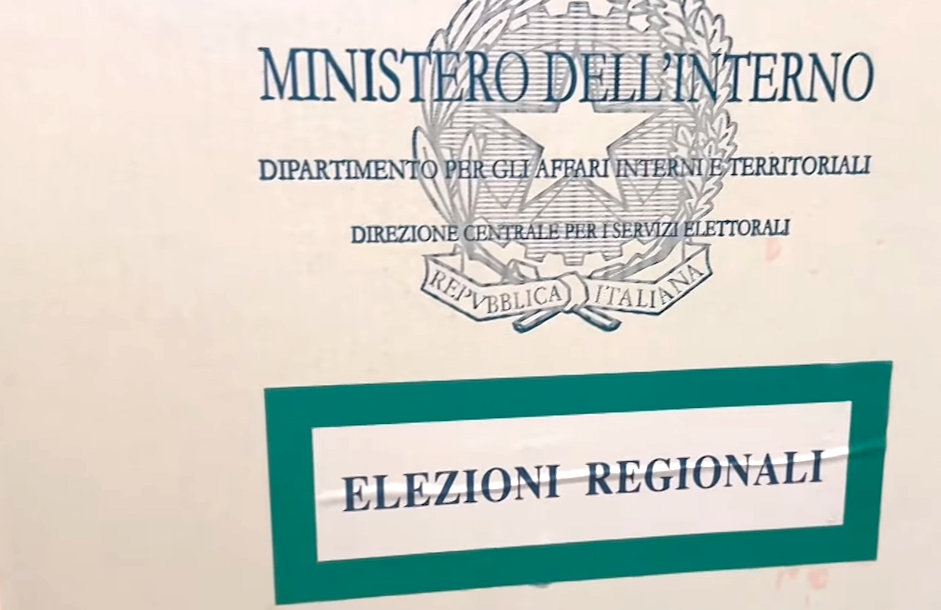 MINISTERO DELL'INTERNO
DIPARTIMENTO PER GLI AFFARI INTERNI E TERRITORIALI
DIREZIONE CENTRALE PER I SERVIZI ELETTORALI
REPVBBLICA ITALIANA
ELEZIONI REGIONALI